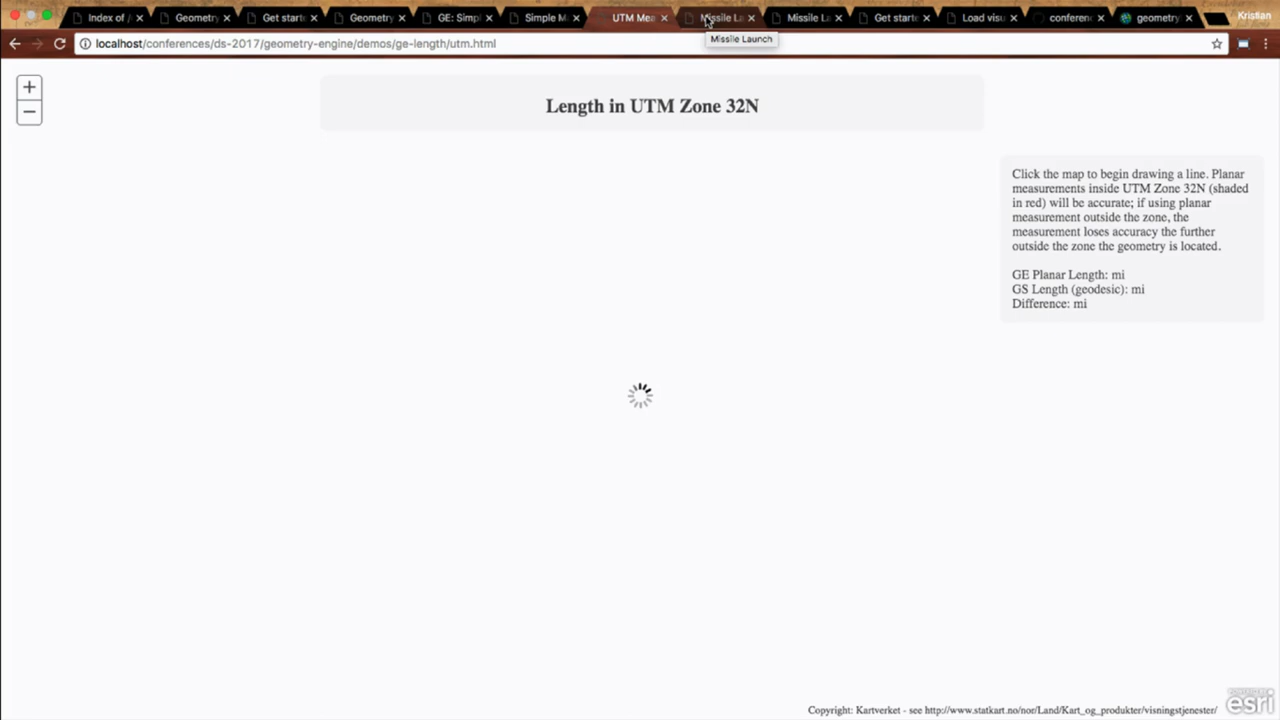 Index of /
Geometry
Get starte
Geometry
GE: Simpl
Simple Ma
UTM Mea
Missile La
Missile La
Get starte
Load visu
conferenc
geometry
Kristian
localhost/conferences/ds-2017/geometry-engine/demos/ge-length/utm.html
Missile Launch
+
−
Length in UTM Zone 32N
Click the map to begin drawing a line. Planar
measurements inside UTM Zone 32N (shaded
in red) will be accurate; if using planar
measurement outside the zone, the
measurement loses accuracy the further
outside the zone the geometry is located.
GE Planar Length: mi
GS Length (geodesic): mi
Difference: mi
Copyright: Kartverket - see http://www.statkart.no/nor/Land/Kart_og_produkter/visningstjenester/
POWERED BY
esri